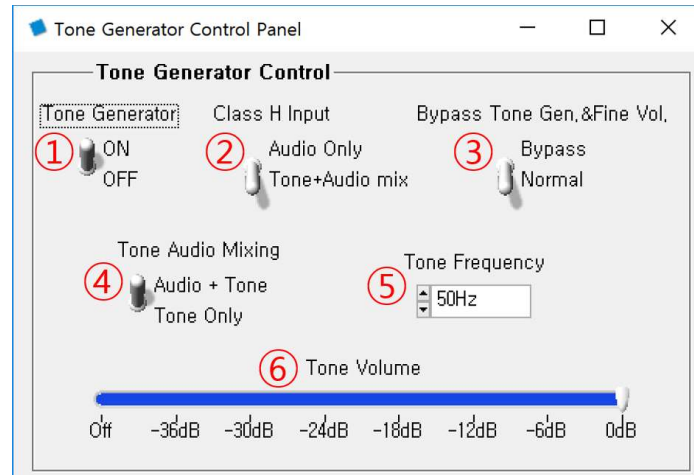 Tone Generator Control Panel
Tone Generator Control
Tone Generator
① ON
OFF
Class H Input
② Audio Only
Tone+Audio mix
Bypass Tone Gen.&Fine Vol.
③ Bypass
Normal
Tone Audio Mixing
④ Audio + Tone
Tone Only
Tone Frequency
⑤ 50Hz
⑥ Tone Volume
Off -36dB -30dB -24dB -18dB -12dB -6dB 0dB